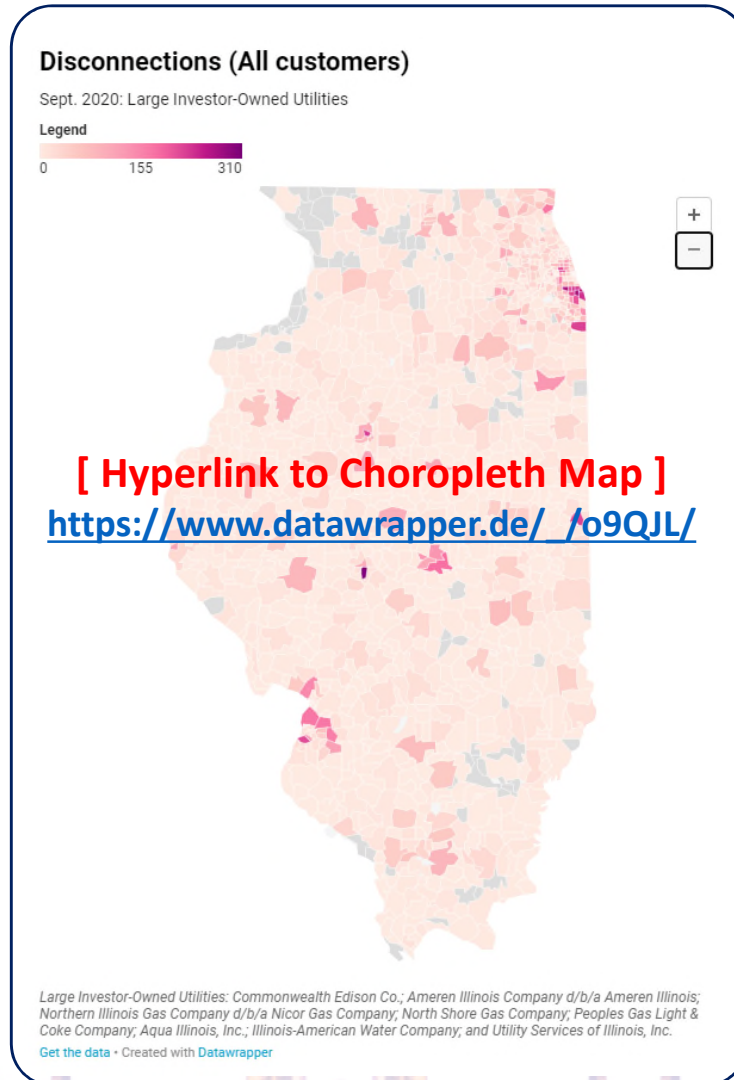 Disconnections (All customers)
Sept. 2020: Large Investor-Owned Utilities
Legend
0 155 310
+
−
[ Hyperlink to Choropleth Map ]
https://www.datawrapper.de/_/o9QJL/
Large Investor-Owned Utilities: Commonwealth Edison Co.; Ameren Illinois Company d/b/a Ameren Illinois;
Northern Illinois Gas Company d/b/a Nicor Gas Company; North Shore Gas Company; Peoples Gas Light &
Coke Company; Aqua Illinois, Inc.; Illinois-American Water Company; and Utility Services of Illinois, Inc.
Get the data • Created with Datawrapper